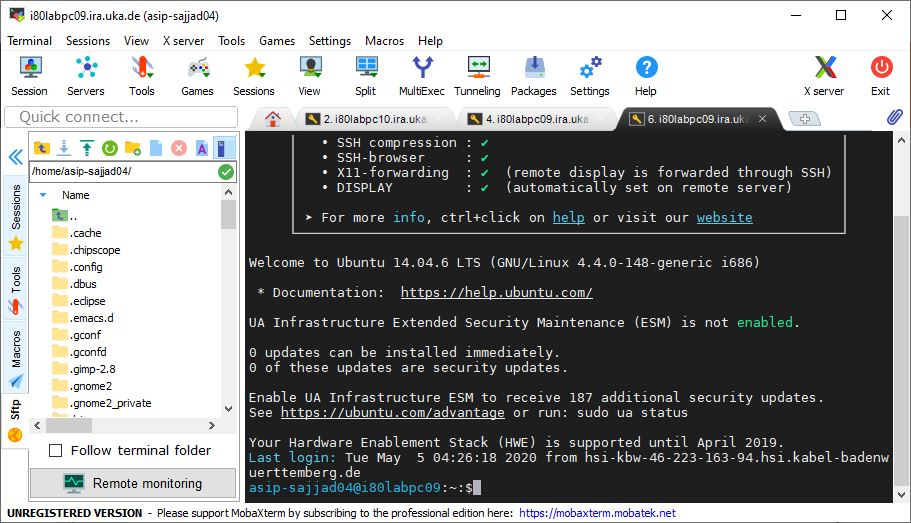 i80labpc09.ira.uka.de (asip-sajjad04)
Terminal Sessions View X server Tools Games Settings Macros Help
Session Servers Tools Games Sessions View Split MultiExec Tunneling Packages Settings Help X server Exit
Quick connect...
2. i80labpc10.ira.uka 4. i80labpc09.ira.uka 6. i80labpc09.ira.uk
/home/asip-sajjad04/
Name
..
.cache
.chipscope
.config
.dbus
.eclipse
.emacs.d
.gconf
.gconfd
.gimp-2.8
.gnome2
.gnome2_private
Sessions
Tools
Macros
Sftp
Follow terminal folder
Remote monitoring
• SSH compression : ✔
• SSH-browser : ✔
• X11-forwarding : ✔ (remote display is forwarded through SSH)
• DISPLAY : ✔ (automatically set on remote server)
➤ For more info, ctrl+click on help or visit our website
Welcome to Ubuntu 14.04.6 LTS (GNU/Linux 4.4.0-148-generic i686)
* Documentation: https://help.ubuntu.com/
UA Infrastructure Extended Security Maintenance (ESM) is not enabled.
0 updates can be installed immediately.
0 of these updates are security updates.
Enable UA Infrastructure ESM to receive 187 additional security updates.
See https://ubuntu.com/advantage or run: sudo ua status
Your Hardware Enablement Stack (HWE) is supported until April 2019.
Last login: Tue May  5 04:26:18 2020 from hsi-kbw-46-223-163-94.hsi.kabel-badenw
uerttemberg.de
asip-sajjad04@i80labpc09:~:$
UNREGISTERED VERSION - Please support MobaXterm by subscribing to the professional edition here: https://mobaxterm.mobatek.net